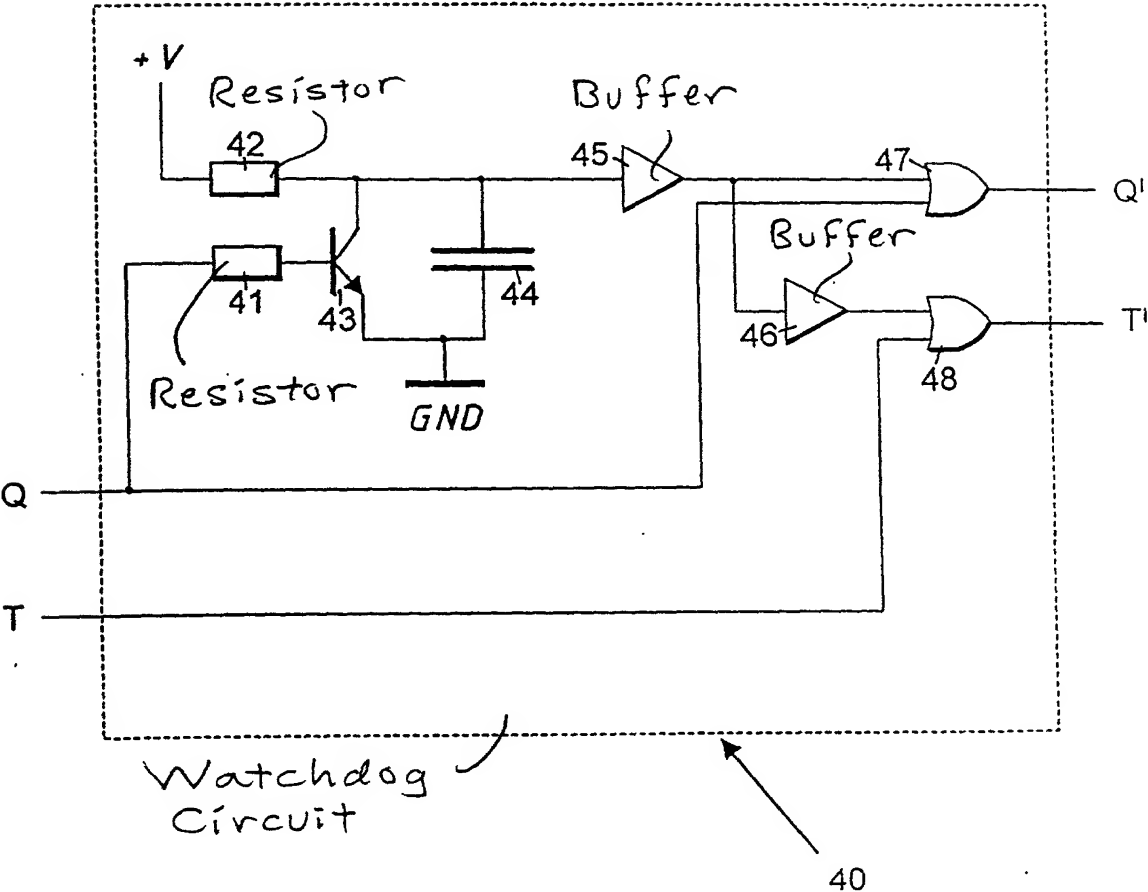 +V
Resistor
Buffer
42
45
47
Q'
Buffer
41
43
44
46
T'
48
Resistor
GND
Q
T
Watchdog
Circuit
40